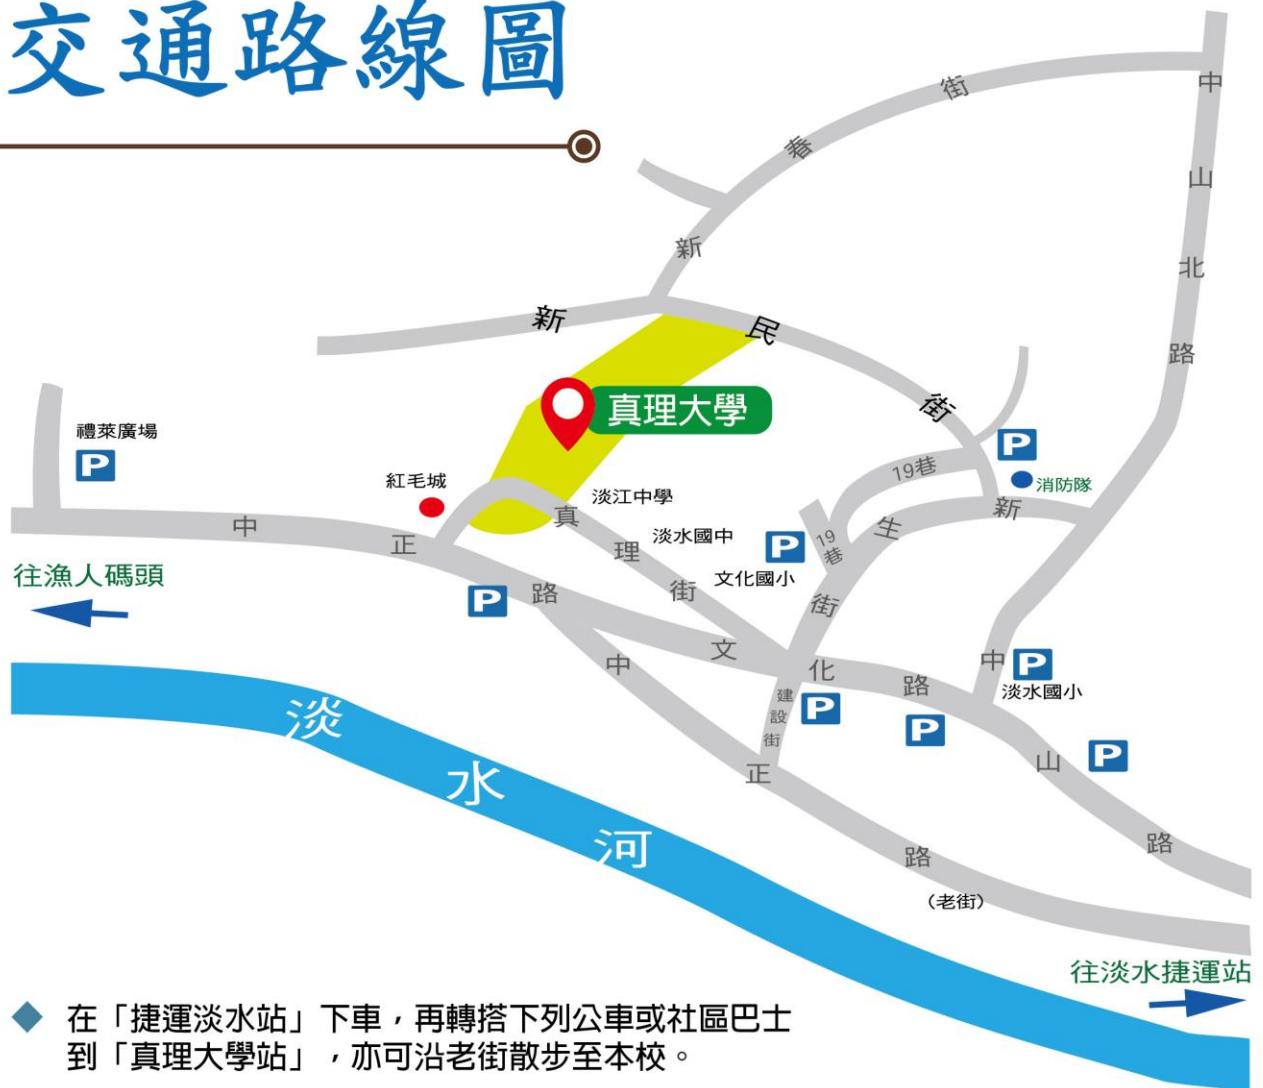 交通路線圖
新春街
中山北路
新民街
真理大學
禮萊廣場
P
紅毛城
19巷
P
消防隊
淡江中學
淡水國中
文化國小
P
19巷
新生街
真理街
中正路
往漁人碼頭
P
文化路
中正路
（老街）
建設街
P
P
P
淡水國小
P
中山路
淡水河
往淡水捷運站
◆ 在「捷運淡水站」下車，再轉搭下列公車或社區巴士
到「真理大學站」，亦可沿老街散步至本校。